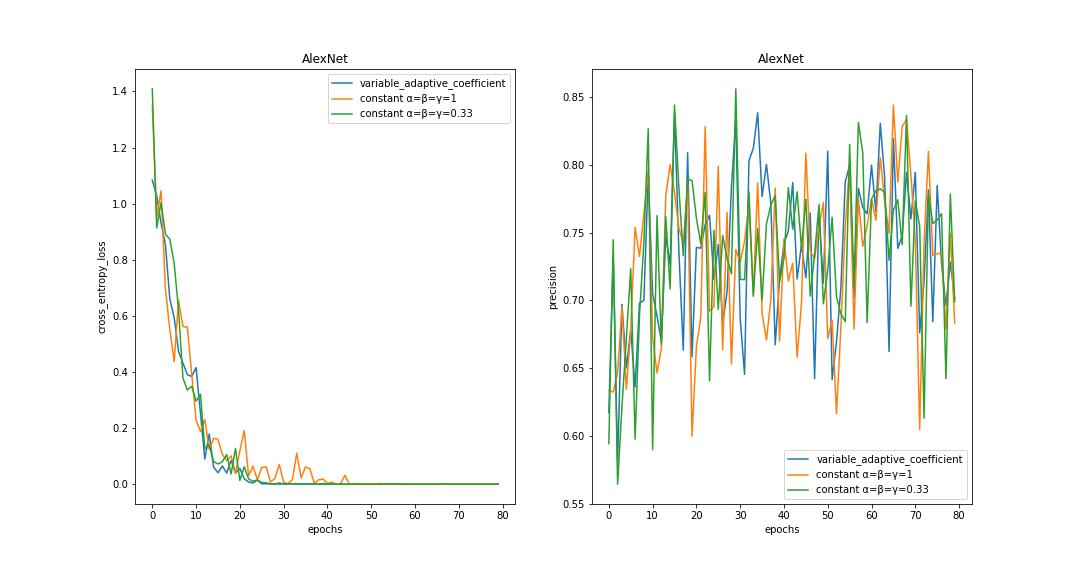 AlexNet
variable_adaptive_coefficient
constant α=β=γ=1
constant α=β=γ=0.33
cross_entropy_loss
1.4
1.2
1.0
0.8
0.6
0.4
0.2
0.0
0 10 20 30 40 50 60 70 80
epochs
AlexNet
precision
0.85
0.80
0.75
0.70
0.65
0.60
0.55
variable_adaptive_coefficient
constant α=β=γ=1
constant α=β=γ=0.33
0 10 20 30 40 50 60 70 80
epochs